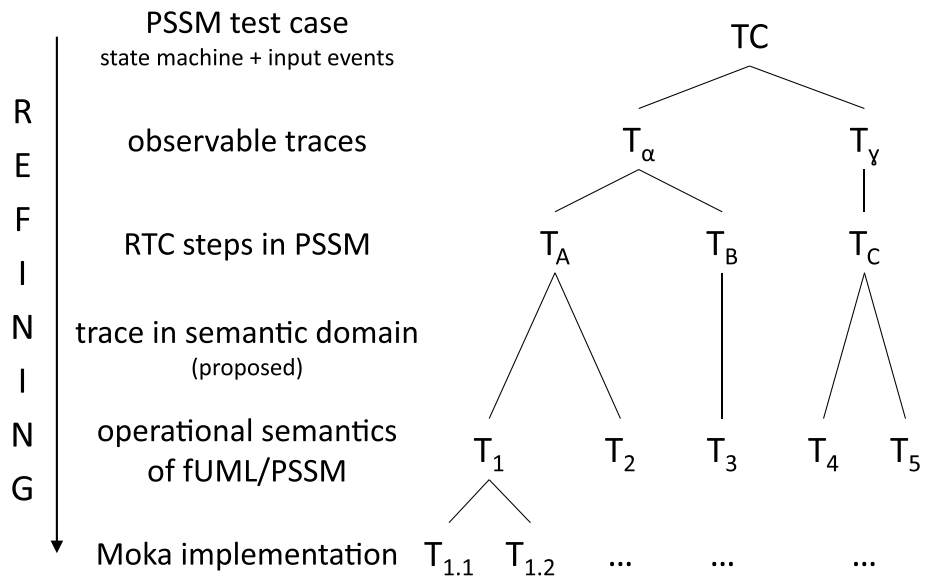 PSSM test case
state machine + input events
TC
observable traces
Tα Tɣ
RTC steps in PSSM
TA TB TC
trace in semantic domain
(proposed)
operational semantics
of fUML/PSSM
T1 T2 T3 T4 T5
Moka implementation
T1.1 T1.2 ... ... ...
R
E
F
I
N
I
N
G